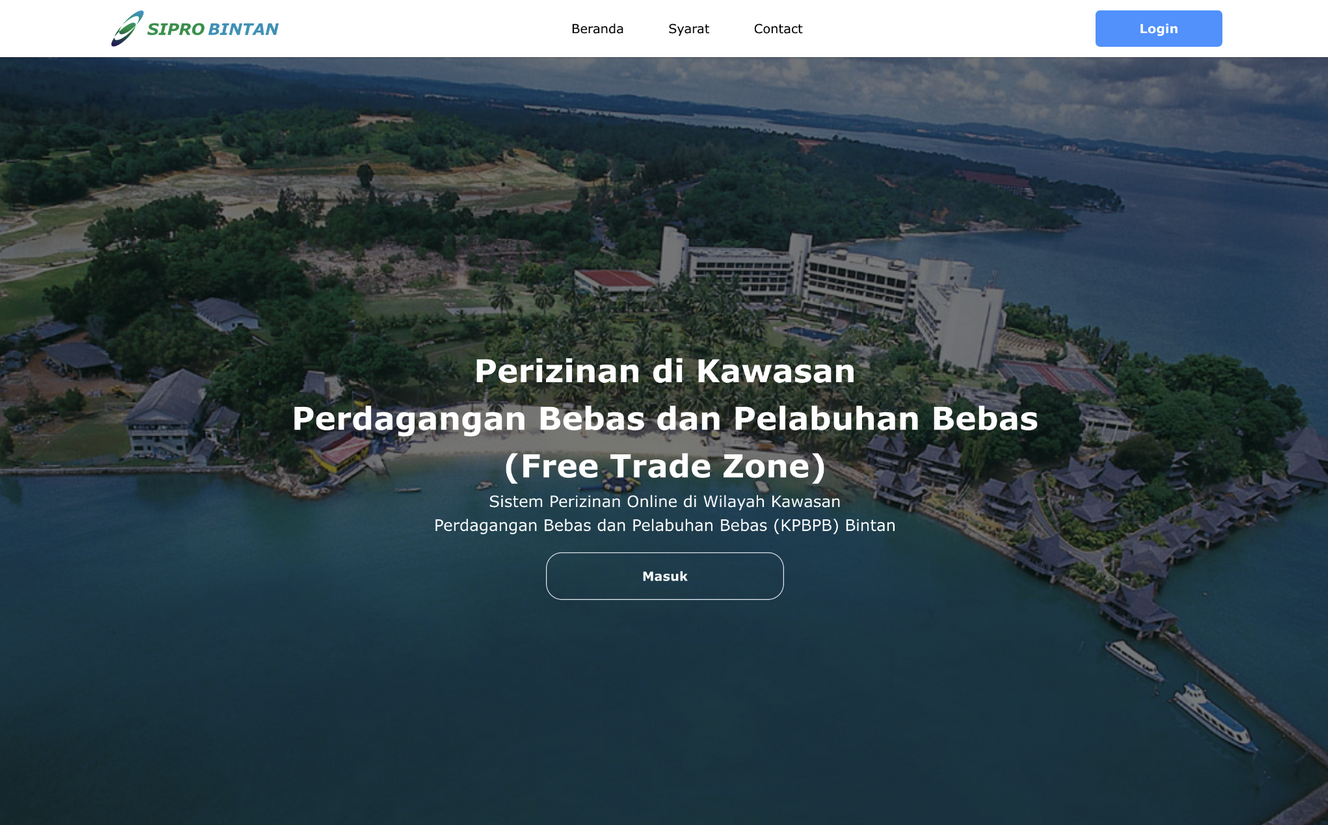 SIPRO BINTAN
Beranda
Syarat
Contact
Login
Perizinan di Kawasan
Perdagangan Bebas dan Pelabuhan Bebas
(Free Trade Zone)
Sistem Perizinan Online di Wilayah Kawasan
Perdagangan Bebas dan Pelabuhan Bebas (KPBPB) Bintan
Masuk